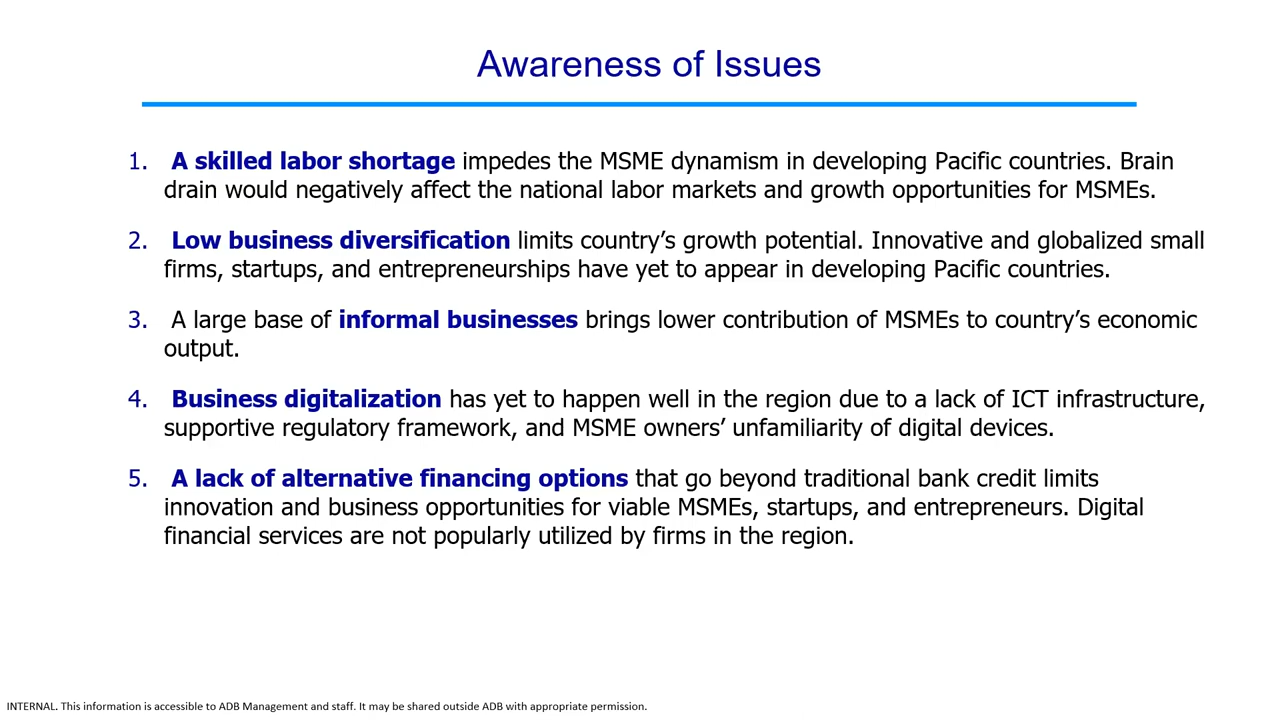 Awareness of Issues
1. A skilled labor shortage impedes the MSME dynamism in developing Pacific countries. Brain
drain would negatively affect the national labor markets and growth opportunities for MSMEs.
2. Low business diversification limits country’s growth potential. Innovative and globalized small
firms, startups, and entrepreneurships have yet to appear in developing Pacific countries.
3. A large base of informal businesses brings lower contribution of MSMEs to country’s economic
output.
4. Business digitalization has yet to happen well in the region due to a lack of ICT infrastructure,
supportive regulatory framework, and MSME owners’ unfamiliarity of digital devices.
5. A lack of alternative financing options that go beyond traditional bank credit limits
innovation and business opportunities for viable MSMEs, startups, and entrepreneurs. Digital
financial services are not popularly utilized by firms in the region.
INTERNAL. This information is accessible to ADB Management and staff. It may be shared outside ADB with appropriate permission.